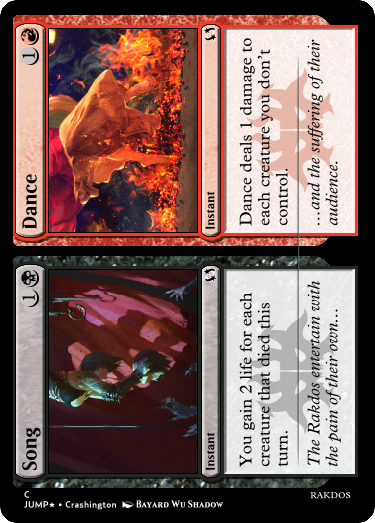 Song
Instant
You gain 2 life for each
creature that died this
turn.
The Rakdos entertain with
the pain of their own...
Dance
1
Instant
Dance deals 1 damage to
each creature you don't
control.
...and the suffering of their
audience.
C
JUMP★ • Crashington Bayard Wu Shadow
RAKDOS